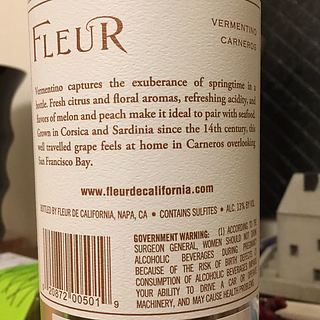 FLEUR
VERMENTINO
CARNEROS
Vermentino captures the exuberance of springtime in a
bottle. Fresh citrus and floral aromas, refreshing acidity, and
flavors of melon and peach make it ideal to pair with seafood.
Grown in Corsica and Sardinia since the 14th century, this
well travelled grape feels at home in Carneros overlooking
San Francisco Bay.
www.fleurdecalifornia.com
BOTTLED BY FLEUR DE CALIFORNIA, NAPA, CA • CONTAINS SULFITES • ALC. 13% BY VOL.
GOVERNMENT WARNING: (1) ACCORDING TO THE
SURGEON GENERAL, WOMEN SHOULD NOT DRINK
ALCOHOLIC BEVERAGES DURING PREGNANCY
BECAUSE OF THE RISK OF BIRTH DEFECTS. (2)
CONSUMPTION OF ALCOHOLIC BEVERAGES IMPAIRS
YOUR ABILITY TO DRIVE A CAR OR OPERATE
MACHINERY, AND MAY CAUSE HEALTH PROBLEMS.
20872 00501 9